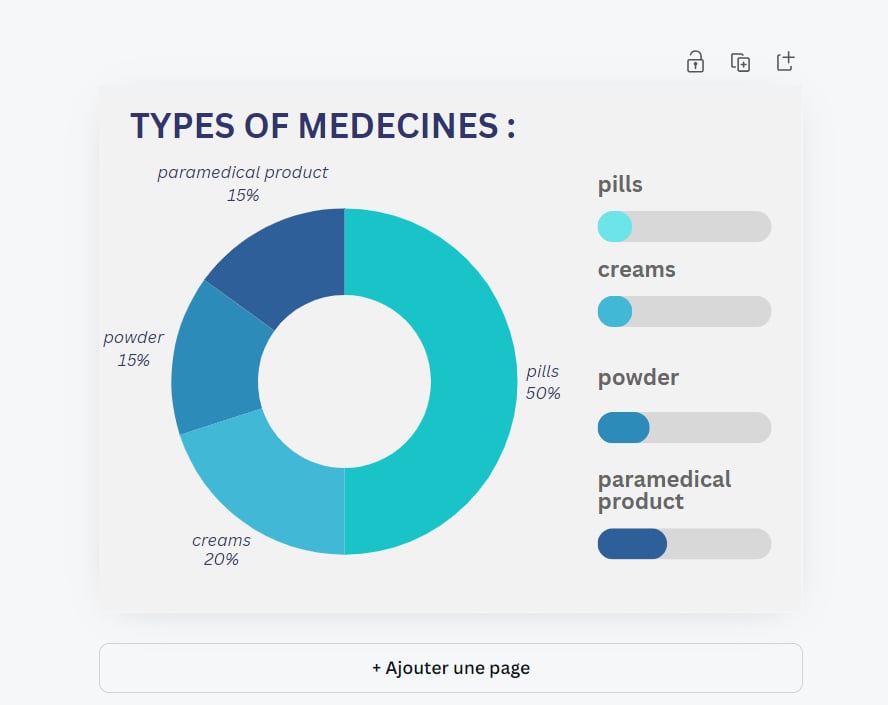 TYPES OF MEDECINES :
paramedical product
15%
powder
15%
pills
50%
creams
20%
pills
creams
powder
paramedical
product
+ Ajouter une page